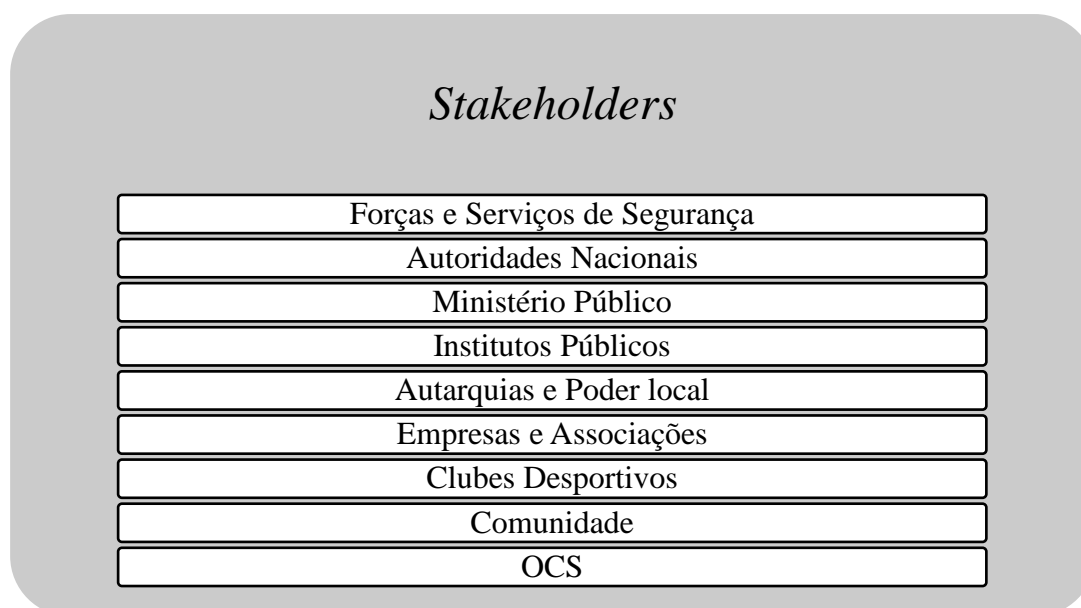 Stakeholders
Forças e Serviços de Segurança
Autoridades Nacionais
Ministério Público
Institutos Públicos
Autarquias e Poder local
Empresas e Associações
Clubes Desportivos
Comunidade
OCS